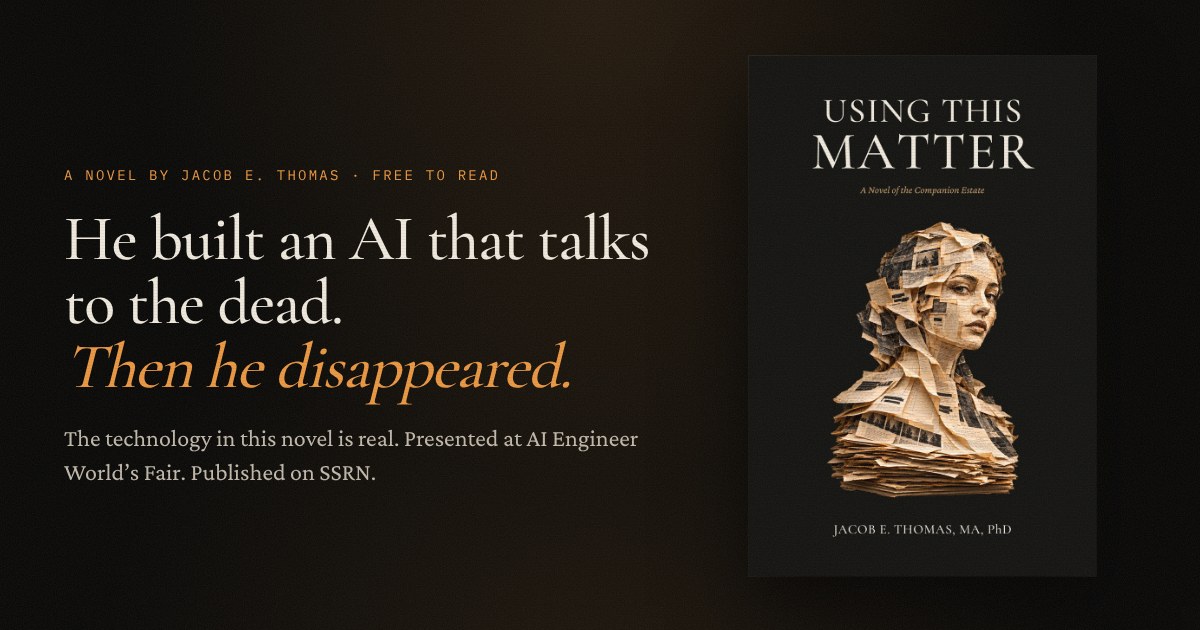 A NOVEL BY JACOB E. THOMAS · FREE TO READ
He built an AI that talks
to the dead.
Then he disappeared.
The technology in this novel is real. Presented at AI Engineer
World’s Fair. Published on SSRN.
USING THIS
MATTER
A Novel of the Companion Estate
JACOB E. THOMAS, MA, PhD